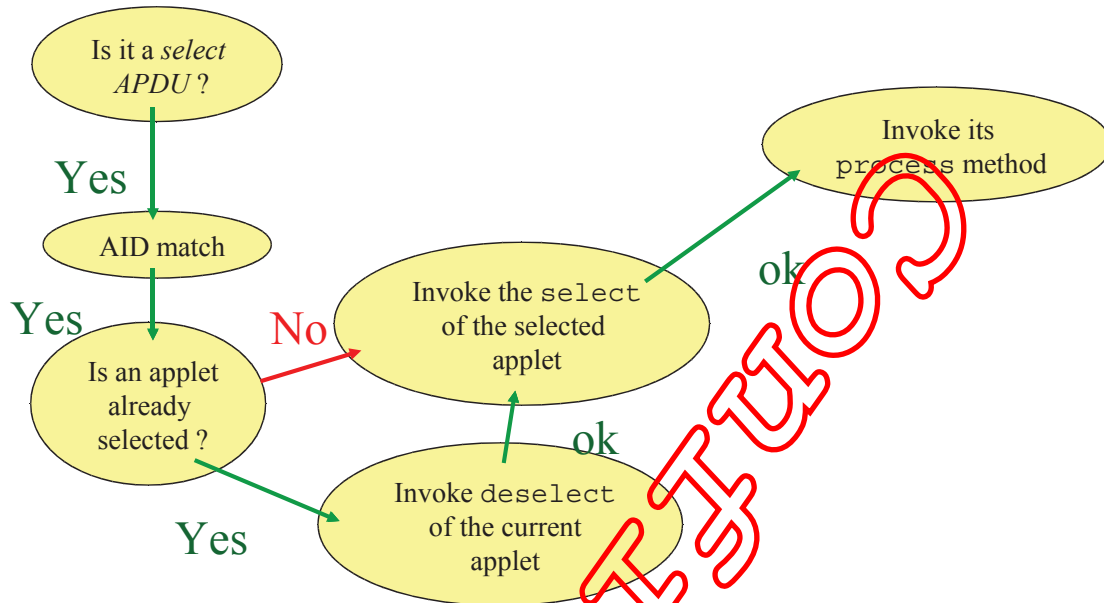 Is it a select
APDU ?
Yes
AID match
Yes
Is an applet
already
selected ?
No
Invoke the select
of the selected
applet
ok
Invoke its
process method
Yes
Invoke deselect
of the current
applet
ok